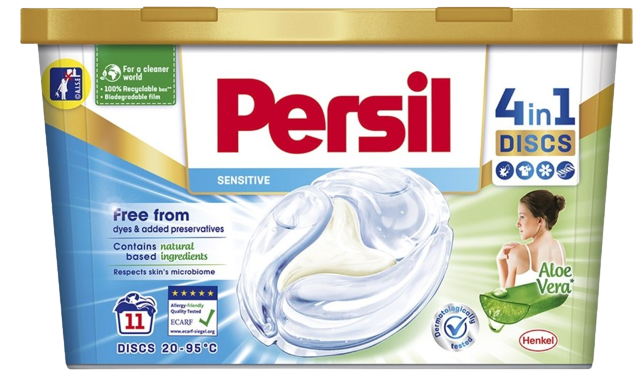 For a cleaner
world
• 100% Recyclable box
• Biodegradable film
A.I.S.E.
Persil
SENSITIVE
4in1
DISCS
Free from
dyes & added preservatives
Contains natural
based ingredients
Respects skin's microbiome
11
Allergy-friendly
Quality Tested
ECARF
www.ecarf-siegel.org
DISCS 20-95°C
Dermatologically
tested
Aloe
Vera*
Henkel